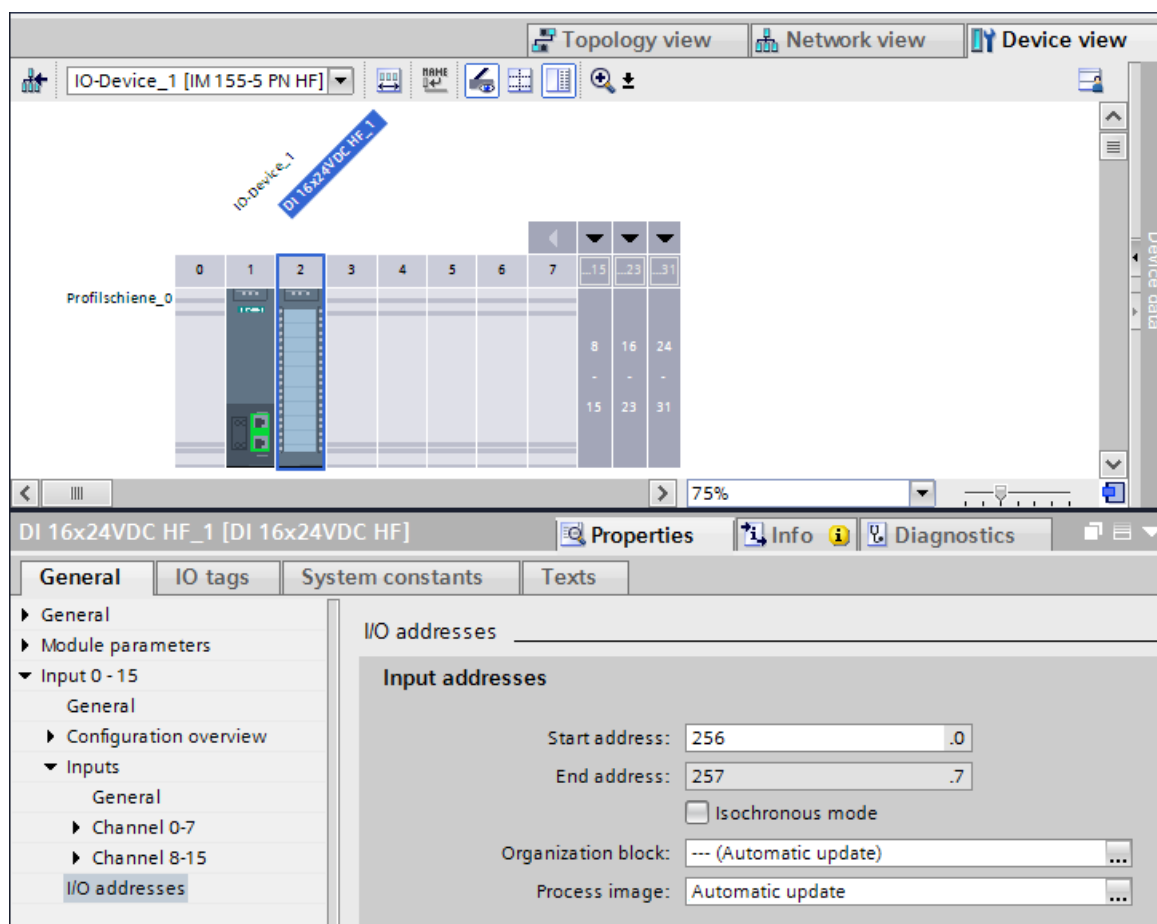 Topology view
Network view
Device view
IO-Device_1 [IM 155-5 PN HF]
NAME
IO-Device_1
DI 16x24VDC HF_1
0 1 2 3 4 5 6 7 ...15 ...23 ...31
Profilschiene_0
8 16 24
- - -
15 23 31
Device data
75%
DI 16x24VDC HF_1 [DI 16x24VDC HF]
Properties
Info
Diagnostics
General
IO tags
System constants
Texts
General
Module parameters
Input 0 - 15
General
Configuration overview
Inputs
General
Channel 0-7
Channel 8-15
I/O addresses
I/O addresses
Input addresses
Start address: 256 .0
End address: 257 .7
Isochronous mode
Organization block: --- (Automatic update) ...
Process image: Automatic update ...